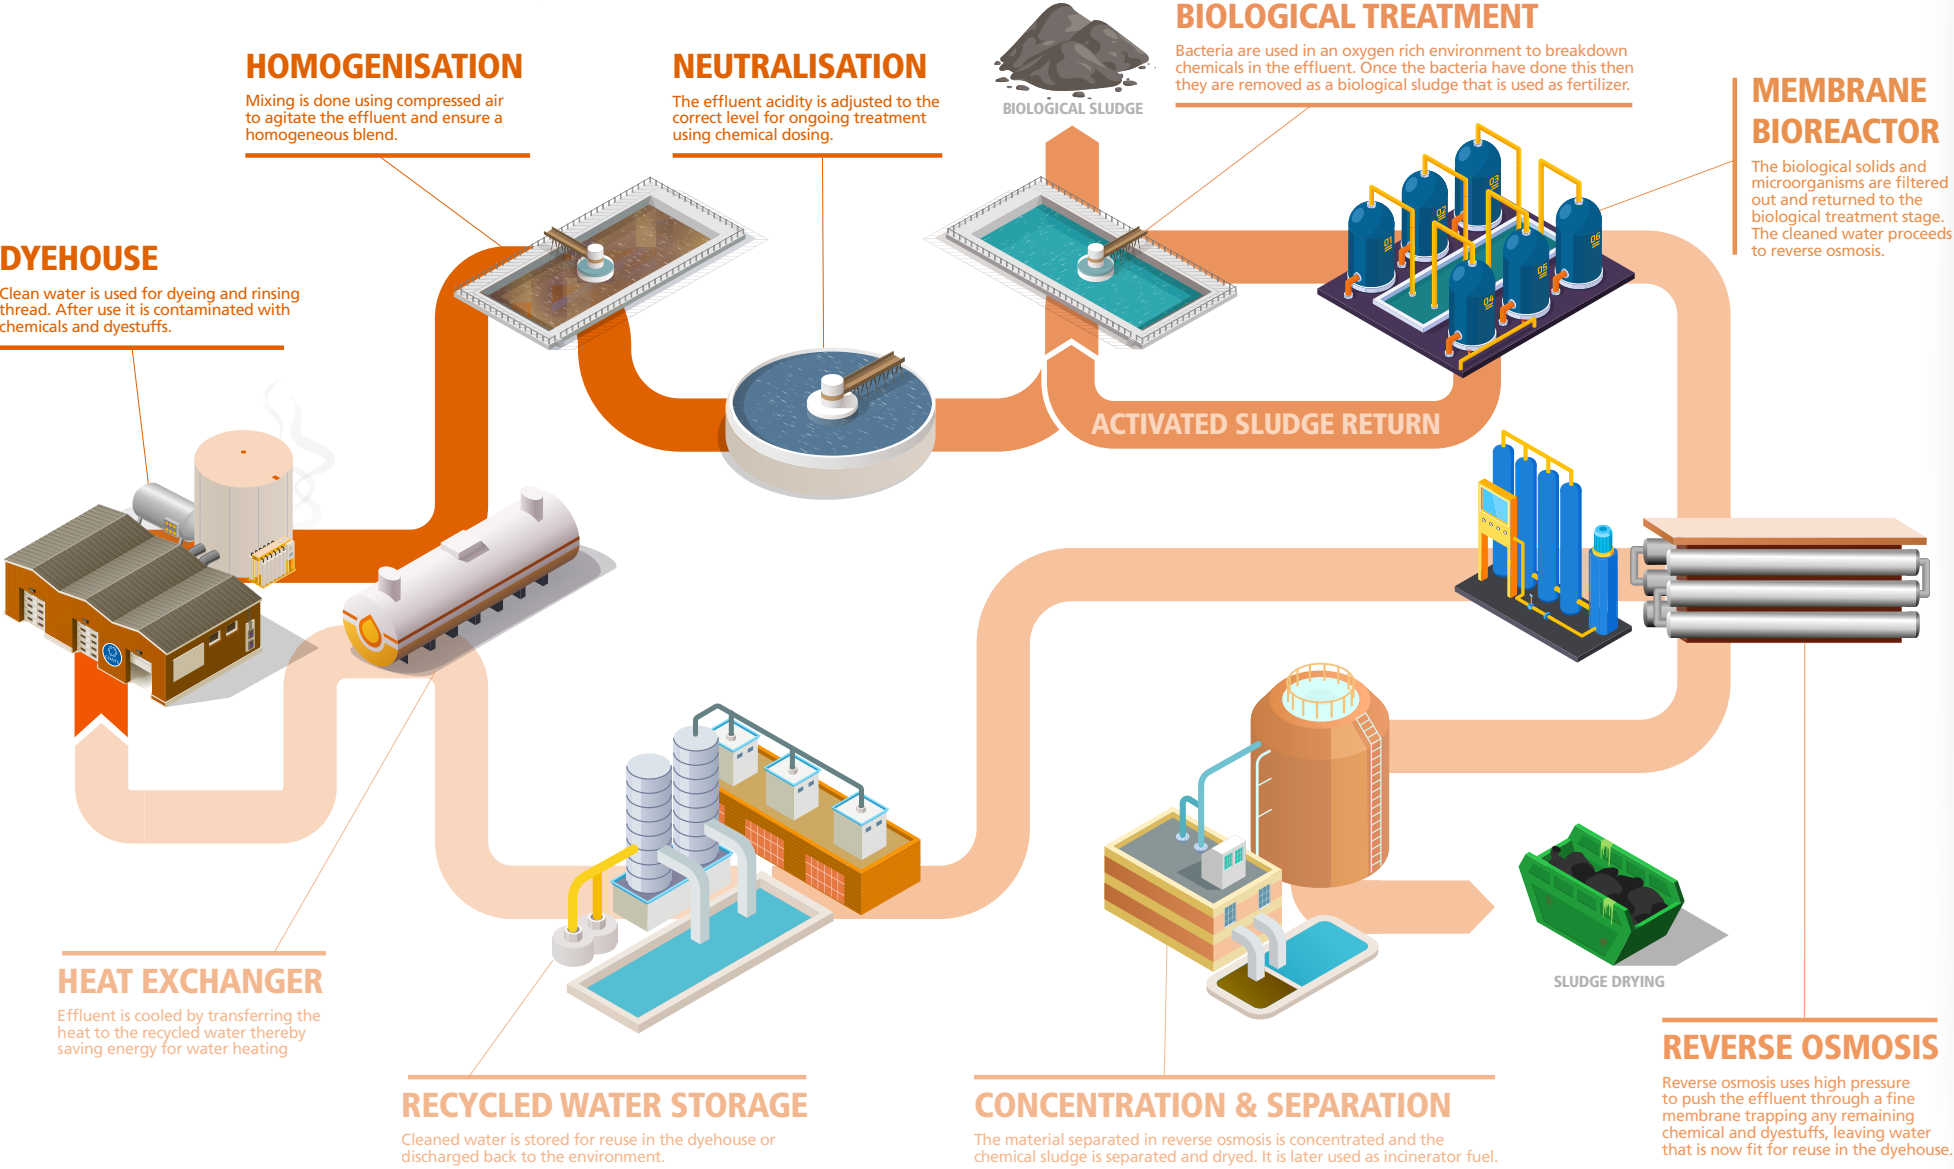 HOMOGENISATION
Mixing is done using compressed air
to agitate the effluent and ensure a
homogeneous blend.
NEUTRALISATION
The effluent acidity is adjusted to the
correct level for ongoing treatment
using chemical dosing.
BIOLOGICAL SLUDGE
BIOLOGICAL TREATMENT
Bacteria are used in an oxygen rich environment to breakdown
chemicals in the effluent. Once the bacteria have done this then
they are removed as a biological sludge that is used as fertilizer.
MEMBRANE
BIOREACTOR
The biological solids and
microorganisms are filtered
out and returned to the
biological treatment stage.
The cleaned water proceeds
to reverse osmosis.
DYEHOUSE
Clean water is used for dyeing and rinsing
thread. After use it is contaminated with
chemicals and dyestuffs.
01
02
03
04
05
06
ACTIVATED SLUDGE RETURN
HEAT EXCHANGER
Effluent is cooled by transferring the
heat to the recycled water thereby
saving energy for water heating
RECYCLED WATER STORAGE
Cleaned water is stored for reuse in the dyehouse or
discharged back to the environment.
CONCENTRATION & SEPARATION
The material separated in reverse osmosis is concentrated and the
chemical sludge is separated and dryed. It is later used as incinerator fuel.
SLUDGE DRYING
REVERSE OSMOSIS
Reverse osmosis uses high pressure
to push the effluent through a fine
membrane trapping any remaining
chemical and dyestuffs, leaving water
that is now fit for reuse in the dyehouse.